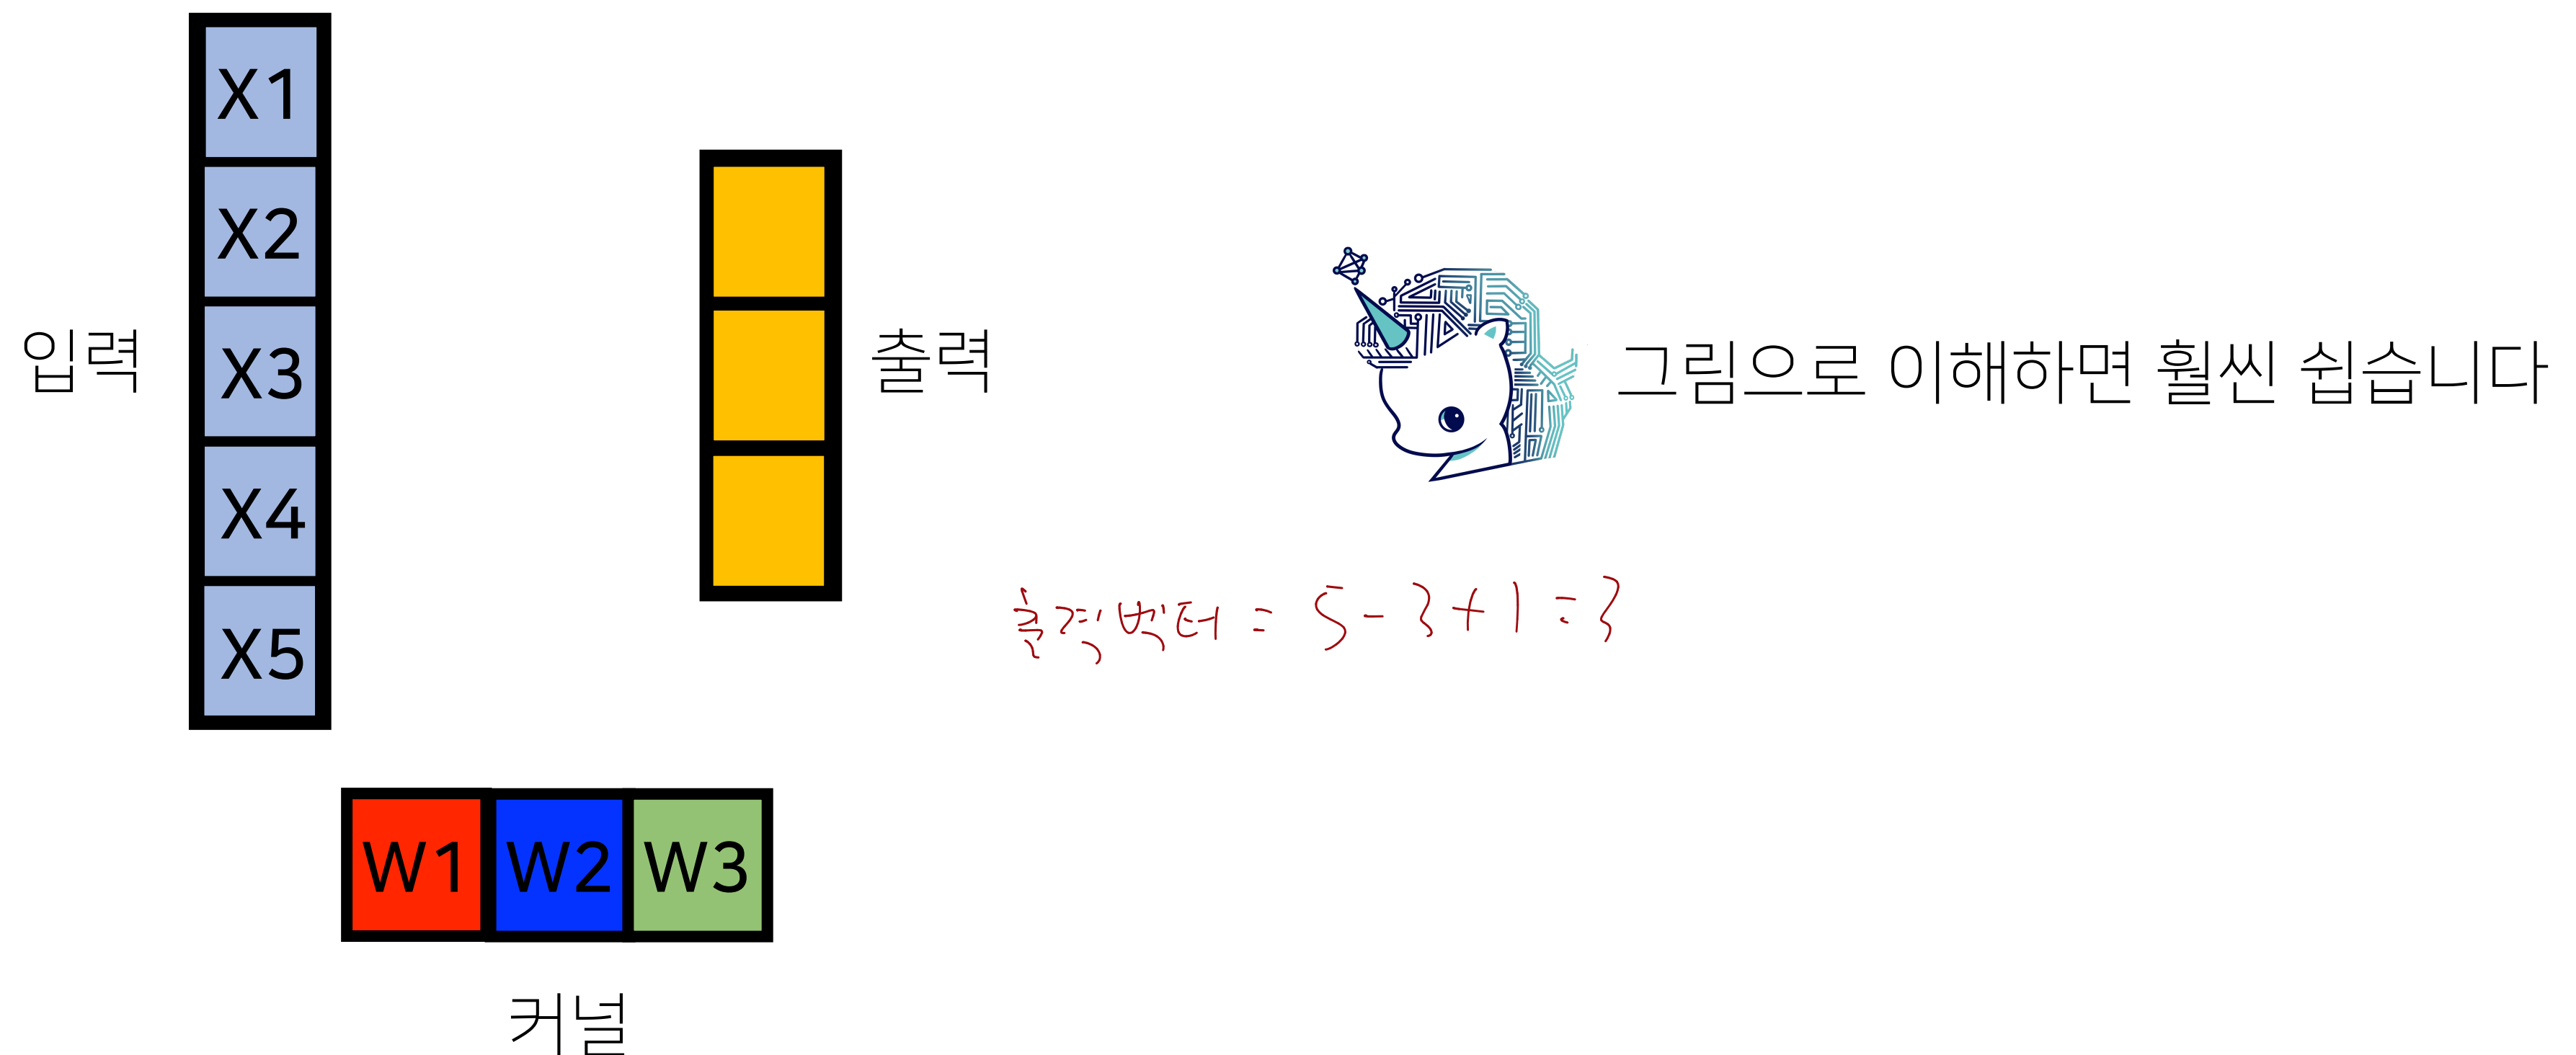 X1
X2
X3
X4
X5
입력
출력
그림으로 이해하면 훨씬 쉽습니다
출력벡터 = 5-3+1=3
W1 W2 W3
커널